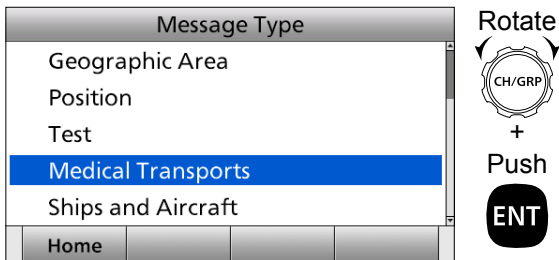 Message Type
Geographic Area
Position
Test
Medical Transports
Ships and Aircraft
Home
Rotate
CH/GRP
+
Push
ENT